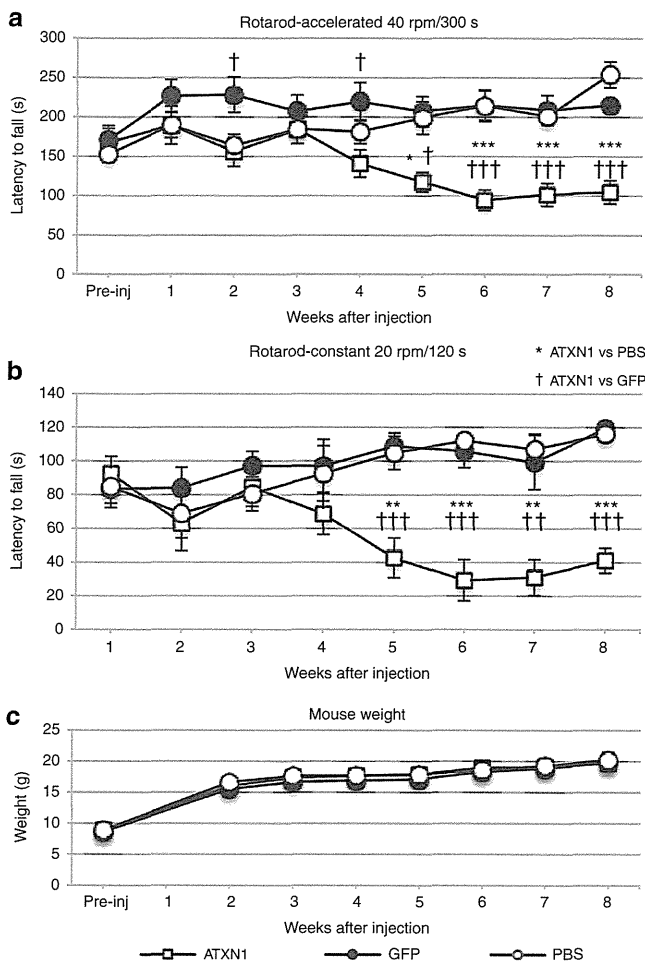 a
Rotarod-accelerated 40 rpm/300 s
Latency to fall (s)
300
250
200
150
100
50
0
† †
* †
*** *** ***
††† ††† †††
Pre-inj 1 2 3 4 5 6 7 8
Weeks after injection
b
Rotarod-constant 20 rpm/120 s
* ATXN1 vs PBS
† ATXN1 vs GFP
Latency to fall (s)
140
120
100
80
60
40
20
0
** *** ** ***
††† ††† †† †††
1 2 3 4 5 6 7 8
Weeks after injection
c
Mouse weight
Weight (g)
25
20
15
10
5
0
Pre-inj 1 2 3 4 5 6 7 8
Weeks after injection
ATXN1 GFP PBS